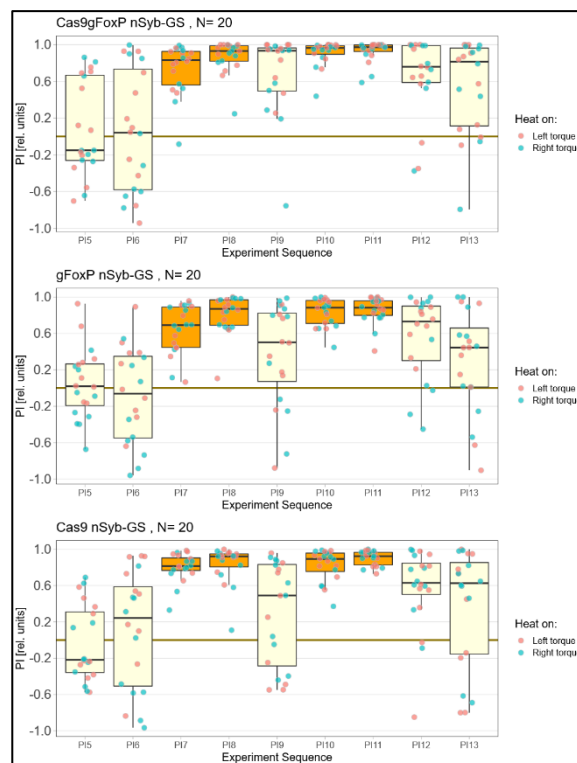 Cas9gFoxP nSyb-GS , N= 20
1.0
0.6
0.2
-0.2
-0.6
-1.0
PI [rel. units]
PI5 PI6 PI7 PI8 PI9 PI10 PI11 PI12 PI13
Experiment Sequence
Heat on:
Left torque
Right torque
gFoxP nSyb-GS , N= 20
1.0
0.6
0.2
-0.2
-0.6
-1.0
PI [rel. units]
PI5 PI6 PI7 PI8 PI9 PI10 PI11 PI12 PI13
Experiment Sequence
Heat on:
Left torque
Right torque
Cas9 nSyb-GS , N= 20
1.0
0.6
0.2
-0.2
-0.6
-1.0
PI [rel. units]
PI5 PI6 PI7 PI8 PI9 PI10 PI11 PI12 PI13
Experiment Sequence
Heat on:
Left torque
Right torque